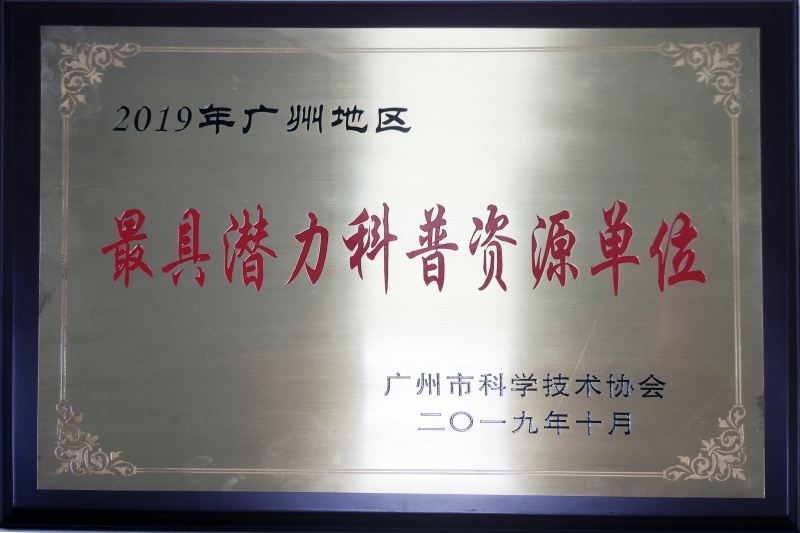 2019年广州地区
最具潜力科普资源单位
广州市科学技术协会
二〇一九年十月